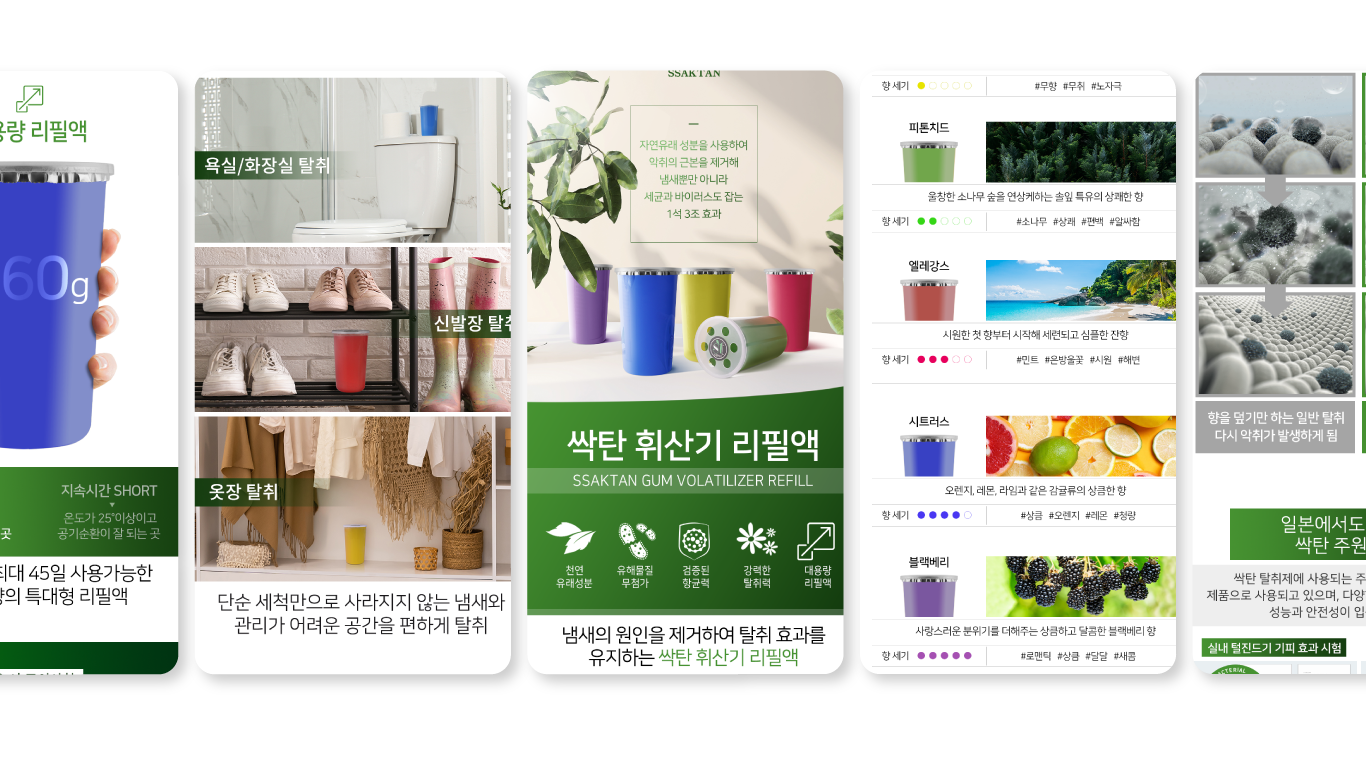 용량 리필액
60g
지속시간 SHORT
온도가 25°이상이고
공기순환이 잘 되는 곳
곳
최대 45일 사용가능한
량의 특대형 리필액
욕실/화장실 탈취
신발장 탈취
옷장 탈취
단순 세척만으로 사라지지 않는 냄새와
관리가 어려운 공간을 편하게 탈취
SSAKTAN
자연유래 성분을 사용하여
악취의 근본을 제거해
냄새뿐만 아니라
세균과 바이러스도 잡는
1석 3조 효과
싹탄 휘산기 리필액
SSAKTAN GUM VOLATILIZER REFILL
천연
유래성분
유해물질
무첨가
검증된
항균력
강력한
탈취력
대용량
리필액
냄새의 원인을 제거하여 탈취 효과를
유지하는 싹탄 휘산기 리필액
향 세기
#무향 #무취 #노자극
피톤치드
울창한 소나무 숲을 연상케하는 솔잎 특유의 상쾌한 향
향 세기
#소나무 #상쾌 #편백 #알싸함
엘레강스
시원한 첫 향부터 시작해 세련되고 심플한 잔향
향 세기
#민트 #은방울꽃 #시원 #해변
시트러스
오렌지, 레몬, 라임과 같은 감귤류의 상큼한 향
향 세기
#상큼 #오렌지 #레몬 #청량
블랙베리
사랑스러운 분위기를 더해주는 상큼하고 달콤한 블랙베리 향
향 세기
#로맨틱 #상큼 #달달 #새콤
향을 덮기만 하는 일반 탈취
다시 악취가 발생하게 됨
일본에서도
싹탄 주원
싹탄 탈취제에 사용되는 주
제품으로 사용되고 있으며, 다양
성능과 안전성이 입
실내 털진드기 기피 효과 시험